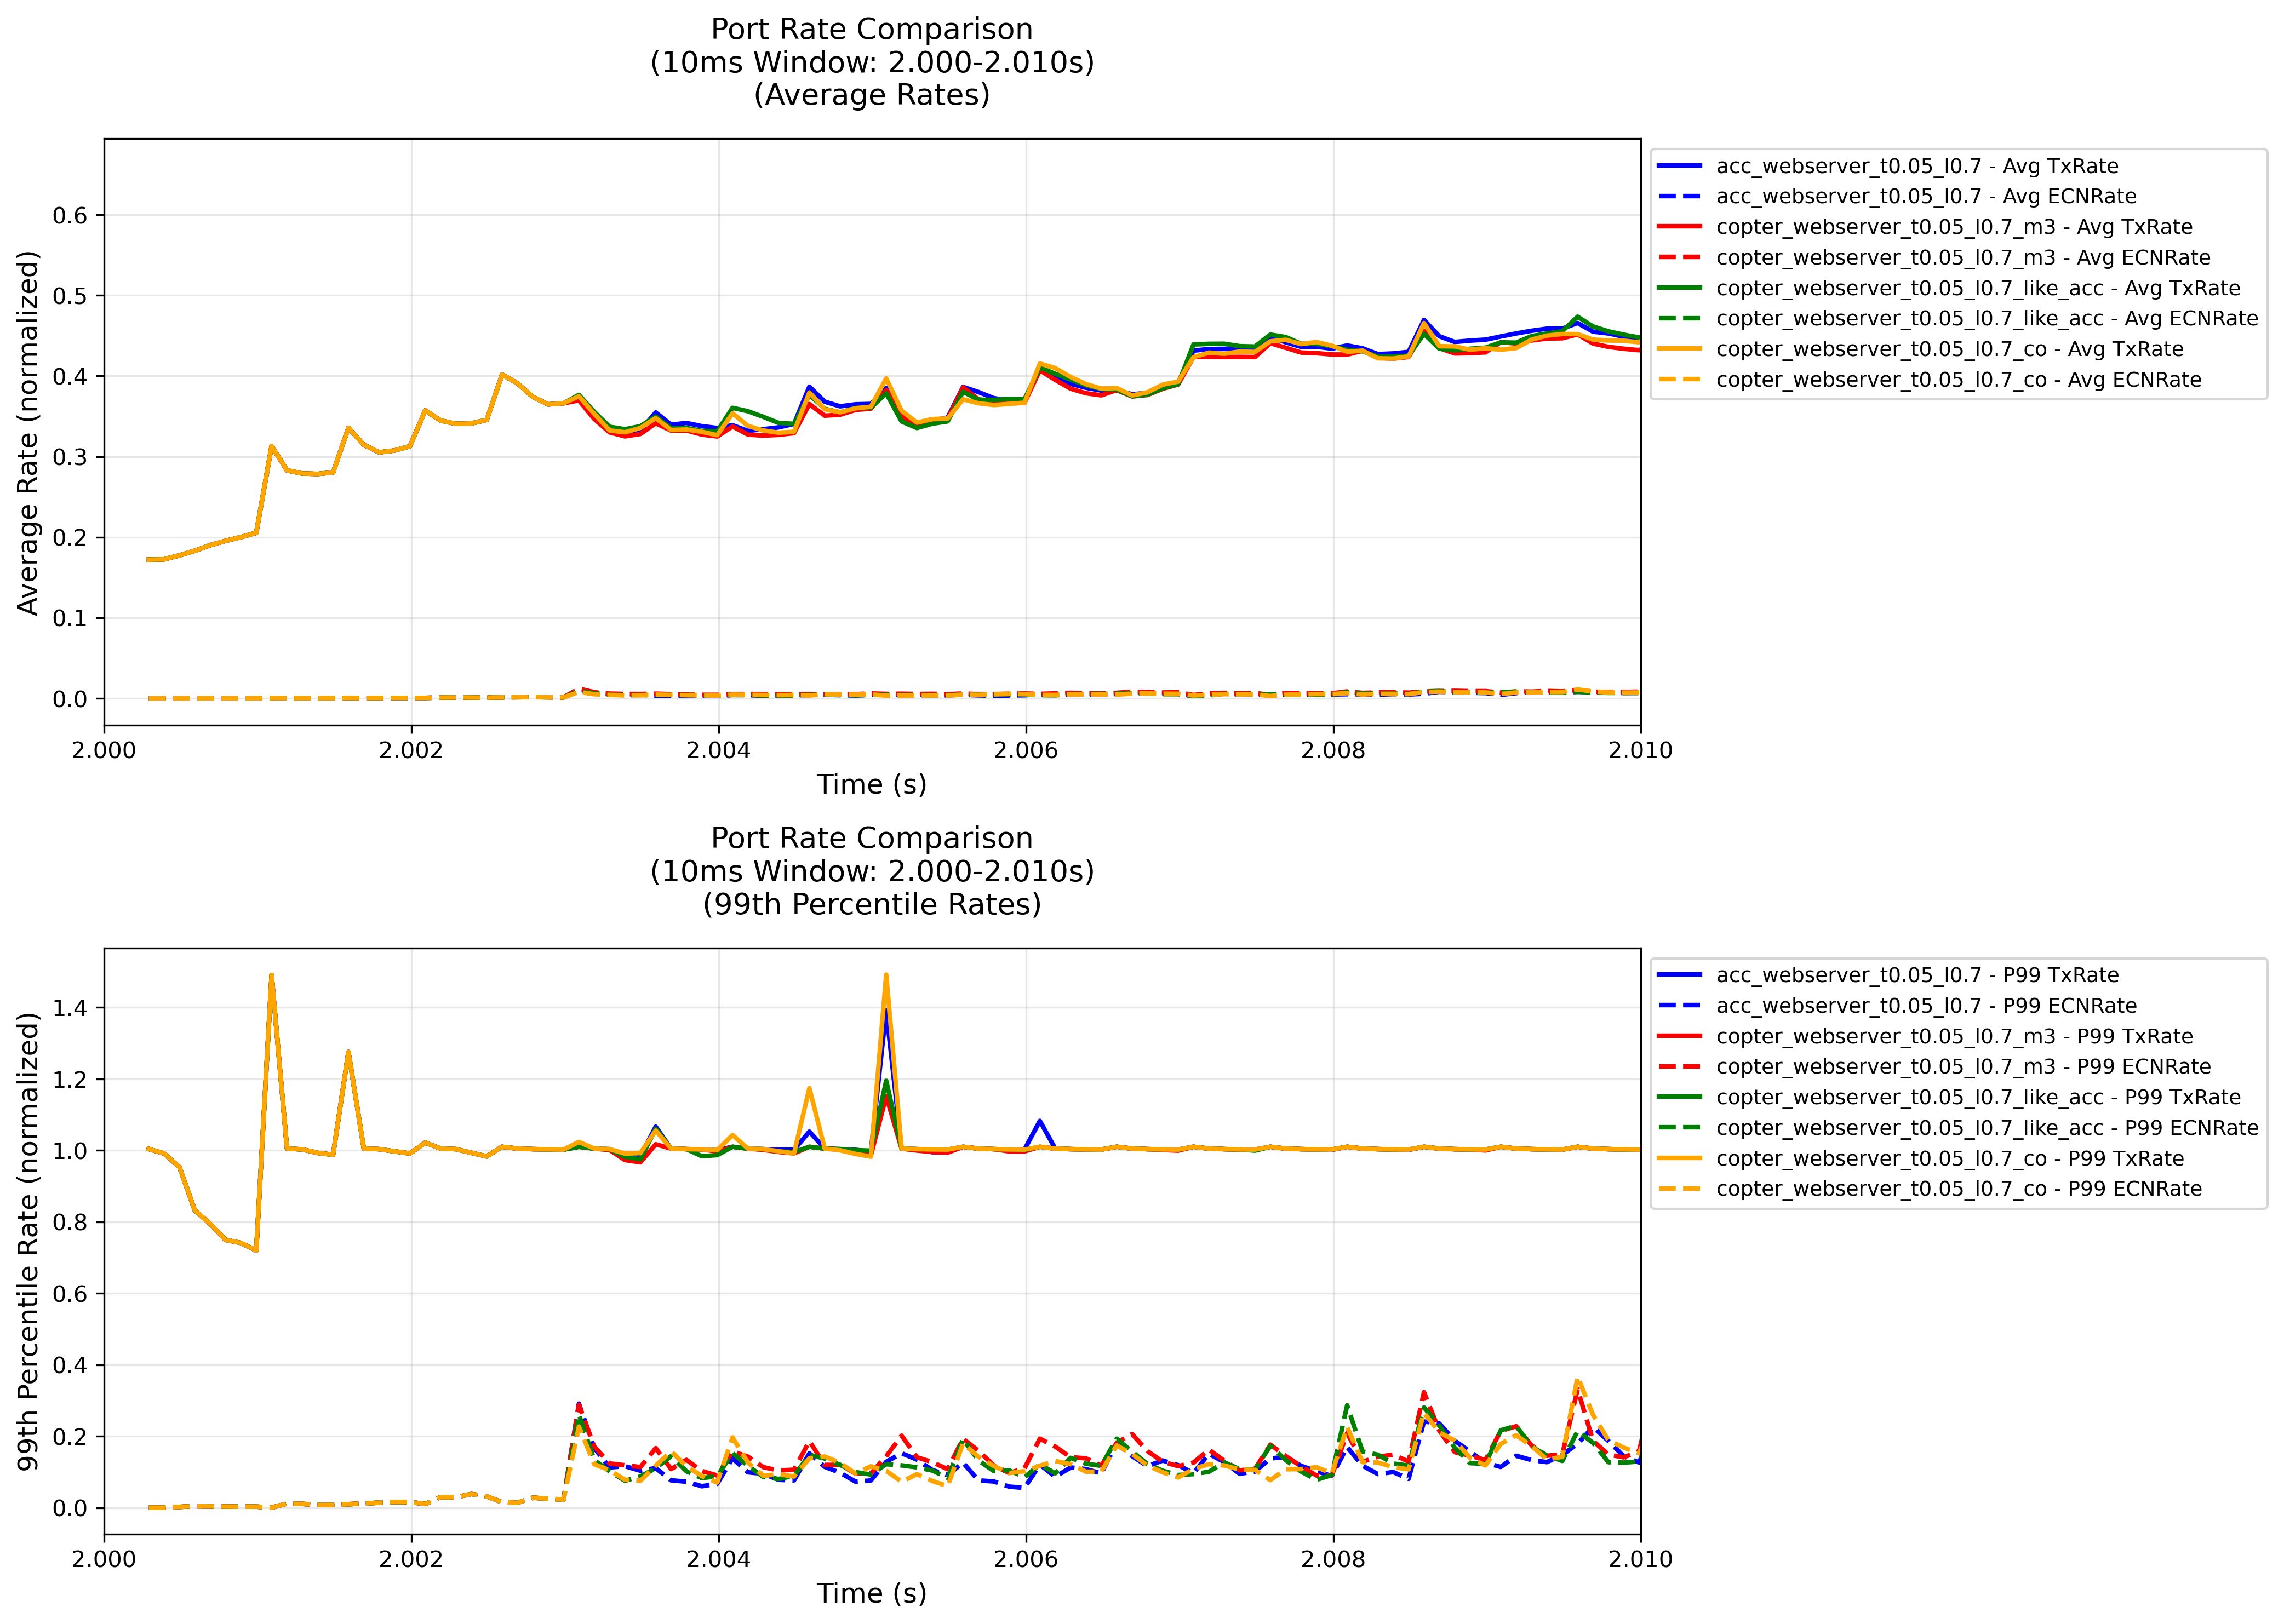 Port Rate Comparison
(10ms Window: 2.000-2.010s)
(Average Rates)
Average Rate (normalized)
0.6
0.5
0.4
0.3
0.2
0.1
0.0
2.000 2.002 2.004 2.006 2.008 2.010
Time (s)
acc_webserver_t0.05_l0.7 - Avg TxRate
acc_webserver_t0.05_l0.7 - Avg ECNRate
copter_webserver_t0.05_l0.7_m3 - Avg TxRate
copter_webserver_t0.05_l0.7_m3 - Avg ECNRate
copter_webserver_t0.05_l0.7_like_acc - Avg TxRate
copter_webserver_t0.05_l0.7_like_acc - Avg ECNRate
copter_webserver_t0.05_l0.7_co - Avg TxRate
copter_webserver_t0.05_l0.7_co - Avg ECNRate
Port Rate Comparison
(10ms Window: 2.000-2.010s)
(99th Percentile Rates)
99th Percentile Rate (normalized)
1.4
1.2
1.0
0.8
0.6
0.4
0.2
0.0
2.000 2.002 2.004 2.006 2.008 2.010
Time (s)
acc_webserver_t0.05_l0.7 - P99 TxRate
acc_webserver_t0.05_l0.7 - P99 ECNRate
copter_webserver_t0.05_l0.7_m3 - P99 TxRate
copter_webserver_t0.05_l0.7_m3 - P99 ECNRate
copter_webserver_t0.05_l0.7_like_acc - P99 TxRate
copter_webserver_t0.05_l0.7_like_acc - P99 ECNRate
copter_webserver_t0.05_l0.7_co - P99 TxRate
copter_webserver_t0.05_l0.7_co - P99 ECNRate